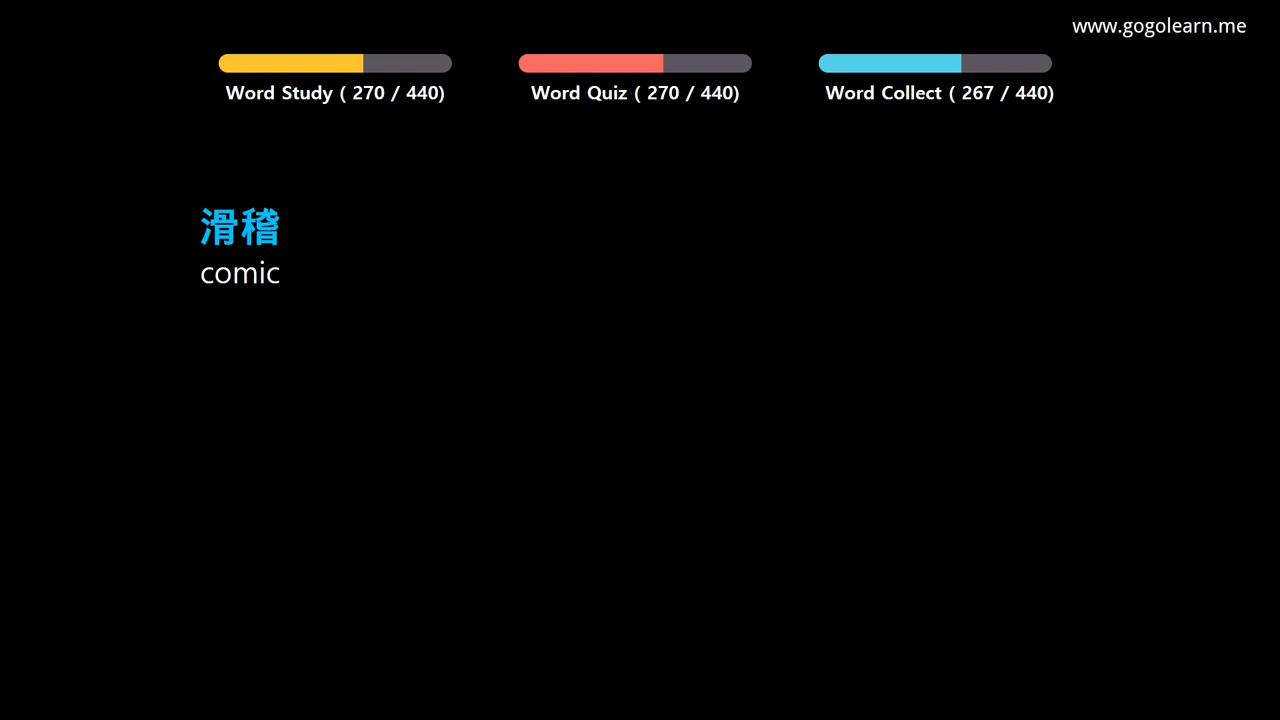 www.gogolearn.me
Word Study ( 270 / 440)
Word Quiz ( 270 / 440)
Word Collect ( 267 / 440)
滑稽
comic